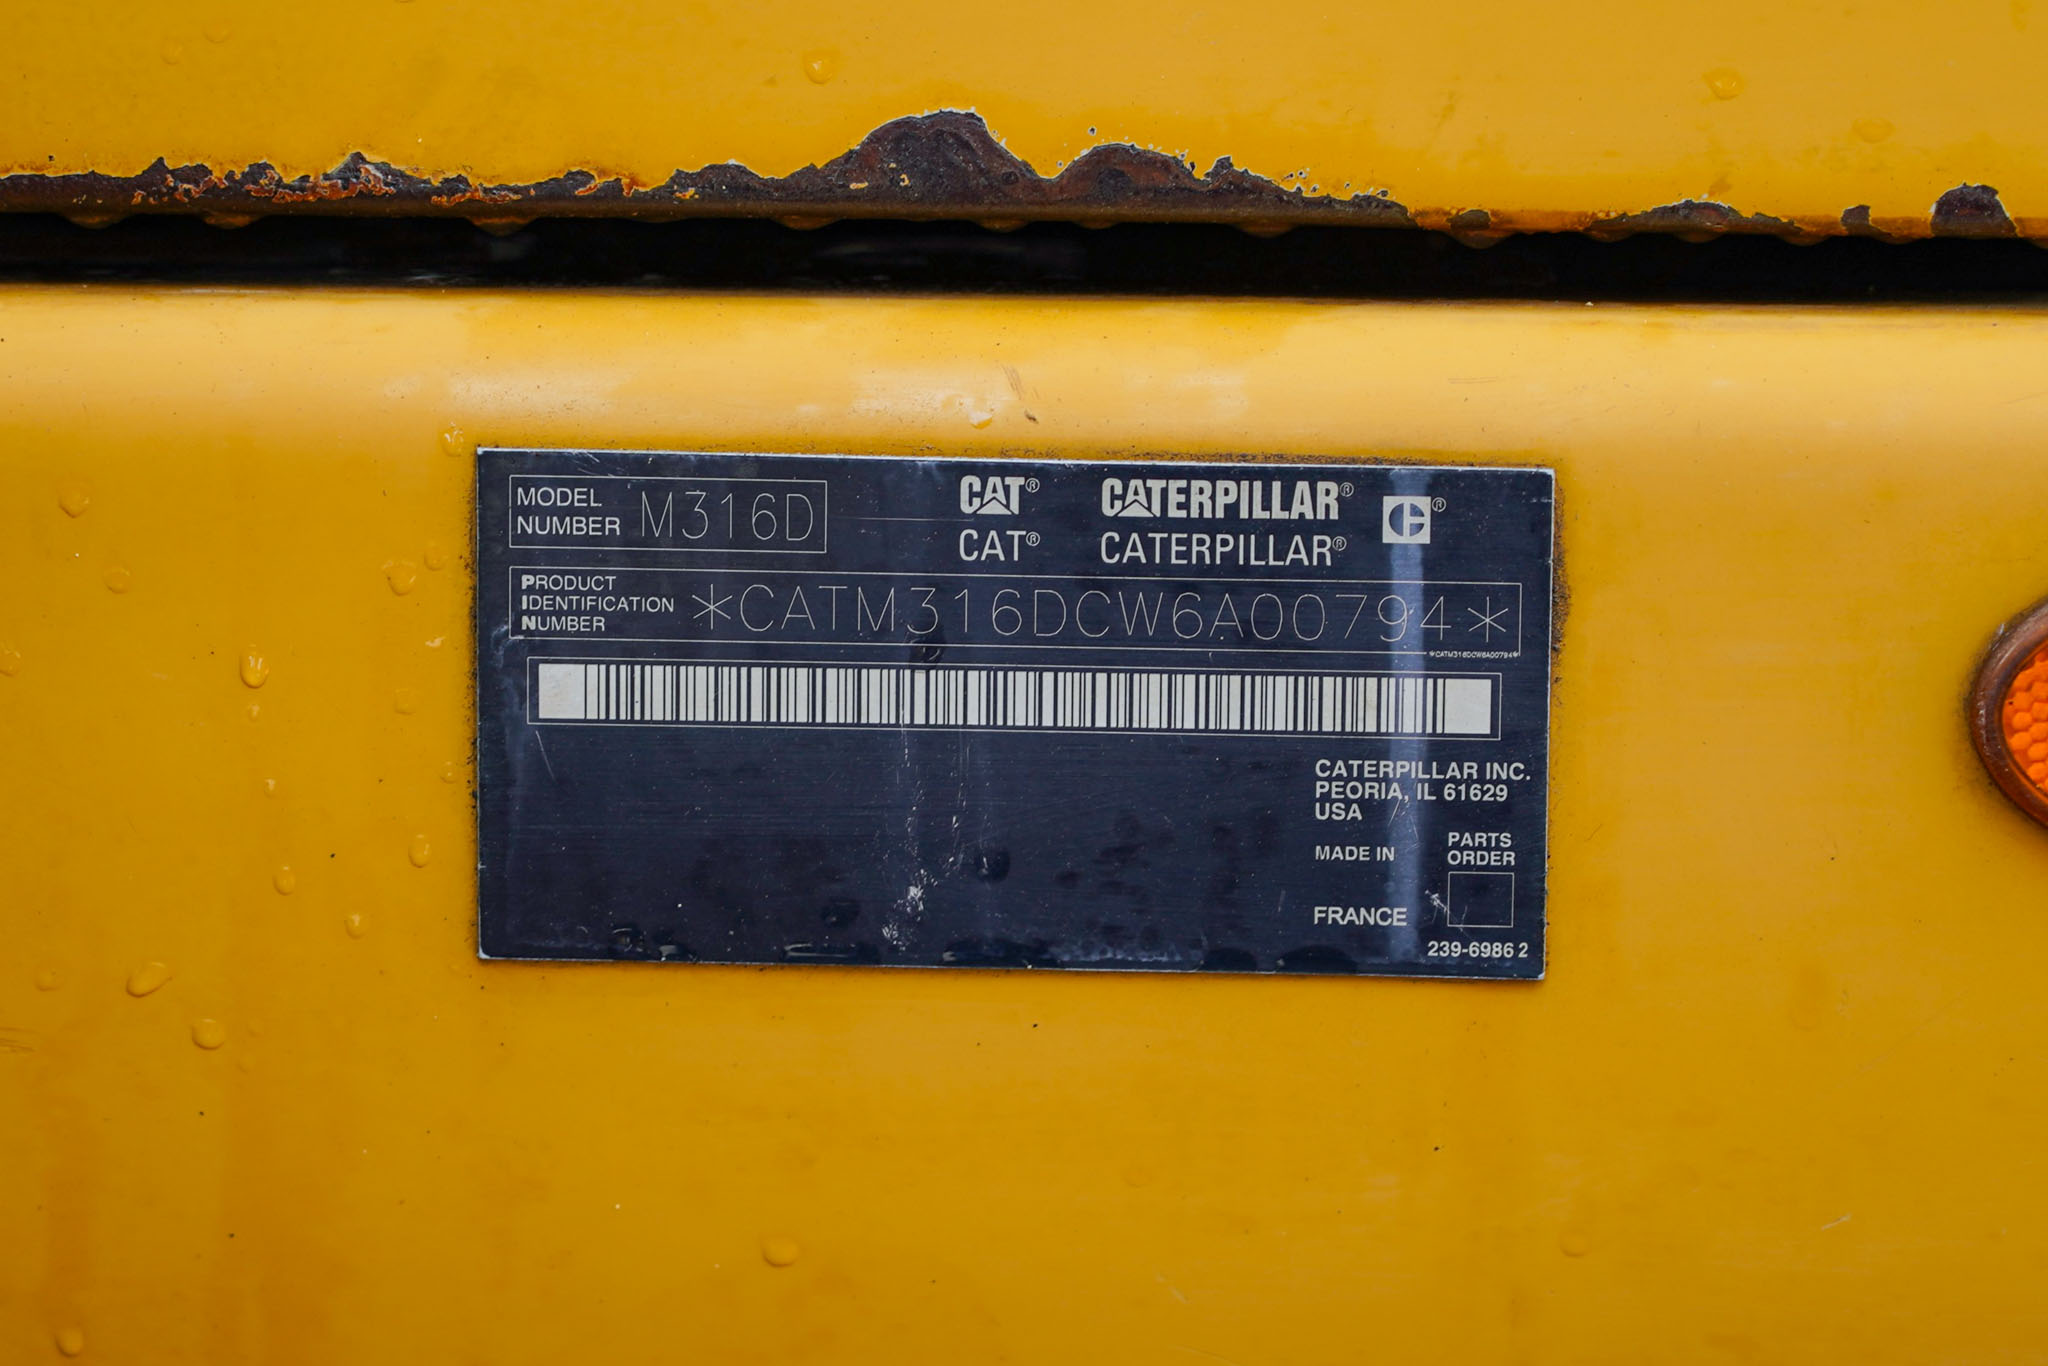 MODEL NUMBER M316D
CAT® CATERPILLAR® C®
CAT® CATERPILLAR®
PRODUCT IDENTIFICATION NUMBER *CATM316DCW6A00794*
*CATM316DCW6A00794*
CATERPILLAR INC.
PEORIA, IL 61629
USA
MADE IN
FRANCE
PARTS
ORDER
239-6986 2